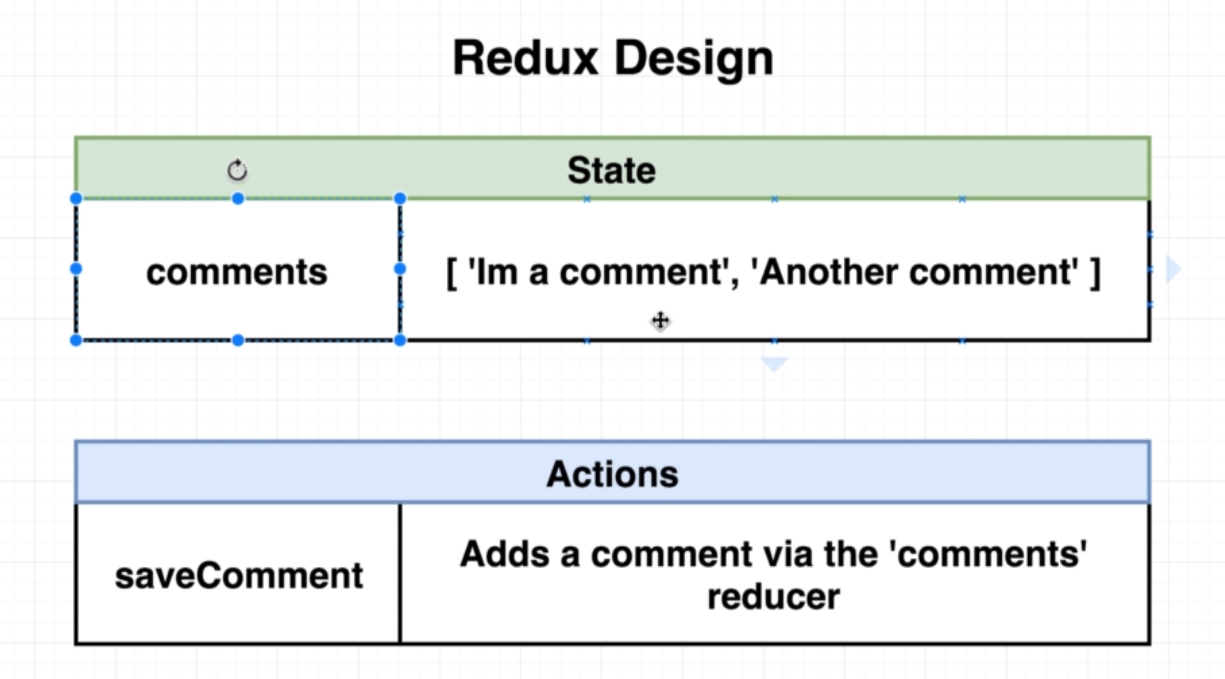 Redux Design
State
comments
[ 'Im a comment', 'Another comment' ]
Actions
saveComment
Adds a comment via the 'comments'
reducer